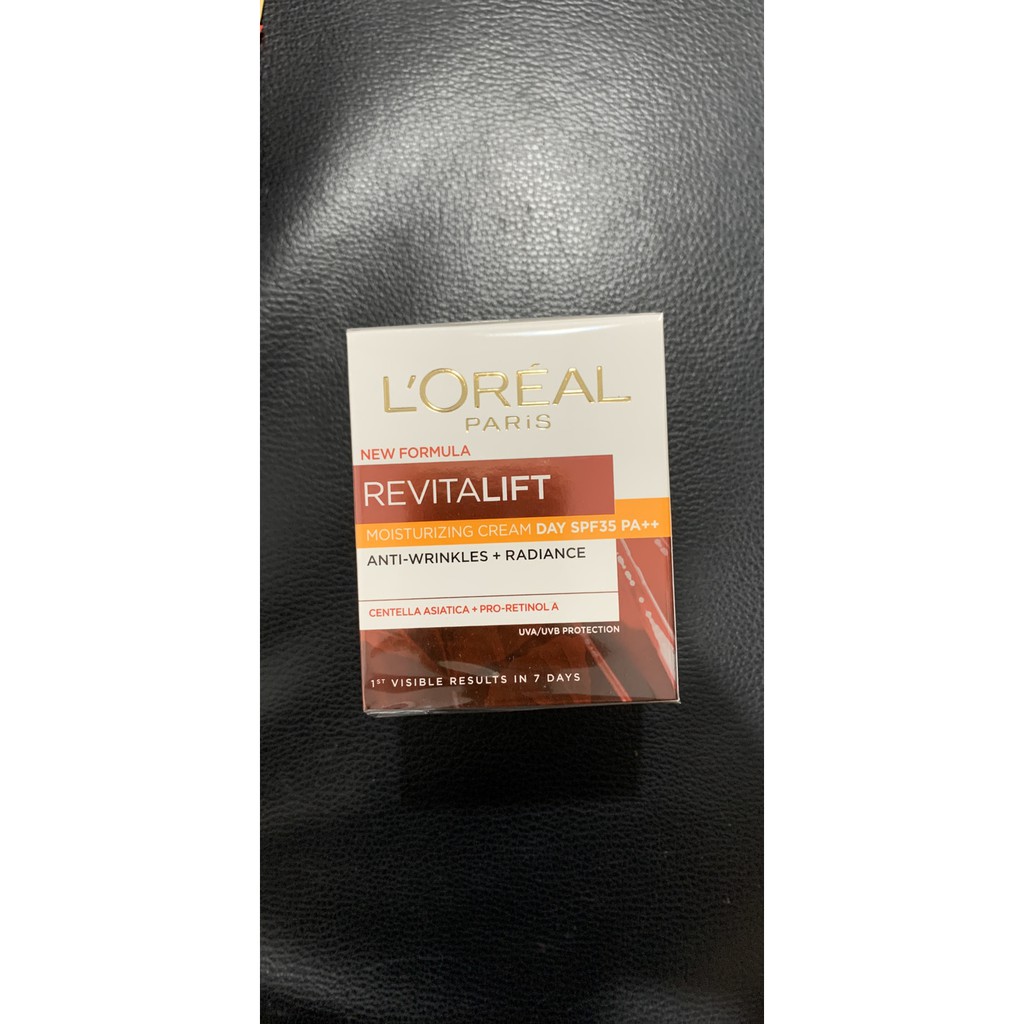 L'ORÉAL
PARiS
NEW FORMULA
REVITALIFT
MOISTURIZING CREAM DAY SPF35 PA++
ANTI-WRINKLES + RADIANCE
CENTELLA ASIATICA + PRO-RETINOL A
UVA/UVB PROTECTION
1ST VISIBLE RESULTS IN 7 DAYS